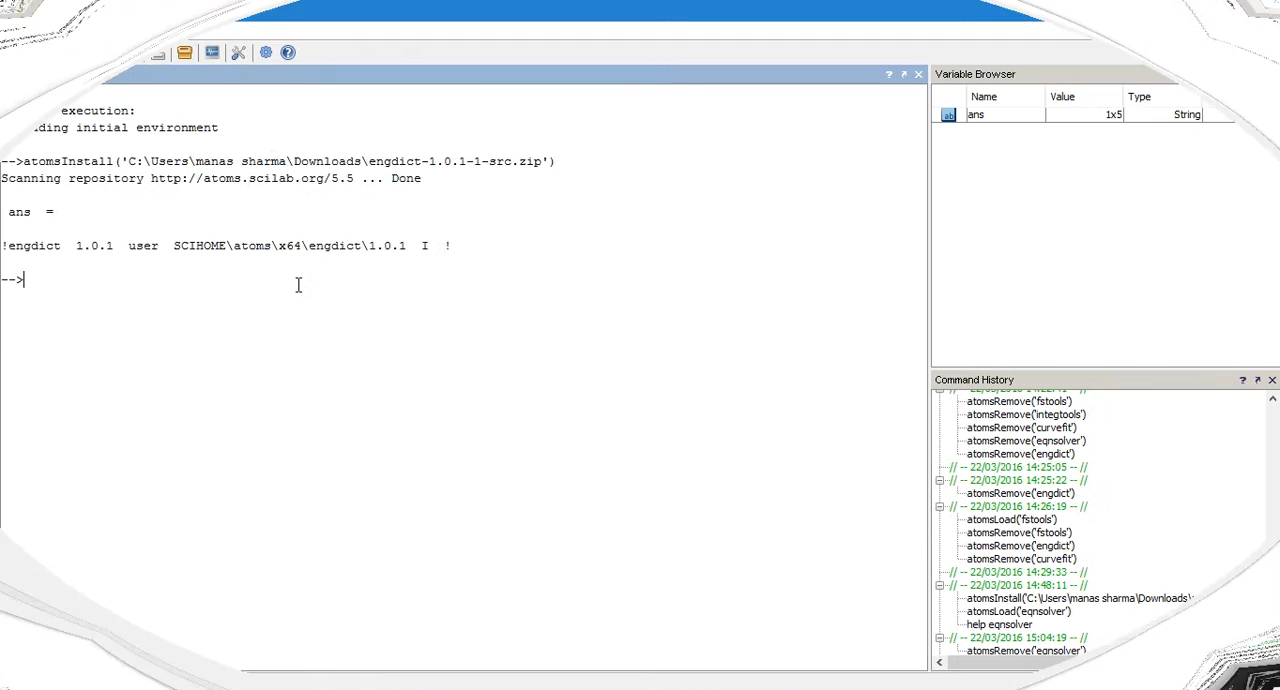 Variable Browser
Name Value Type
ans 1x5 String
execution:
ding initial environment
-->atomsInstall('C:\Users\manas sharma\Downloads\engdict-1.0.1-1-src.zip')
Scanning repository http://atoms.scilab.org/5.5 ... Done
ans =
!engdict 1.0.1 user SCIHOME\atoms\x64\engdict\1.0.1 I !
-->
Command History
// -- 22/03/2016 14:22:41 -- //
atomsRemove('fstools')
atomsRemove('integtools')
atomsRemove('curvefit')
atomsRemove('eqnsolver')
atomsRemove('engdict')
// -- 22/03/2016 14:25:05 -- //
// -- 22/03/2016 14:25:22 -- //
atomsRemove('engdict')
// -- 22/03/2016 14:26:19 -- //
atomsLoad('fstools')
atomsRemove('fstools')
atomsRemove('engdict')
atomsRemove('curvefit')
// -- 22/03/2016 14:29:33 -- //
// -- 22/03/2016 14:48:11 -- //
atomsInstall('C:\Users\manas sharma\Downloads\
atomsLoad('eqnsolver')
help eqnsolver
// -- 22/03/2016 15:04:19 -- //
atomsRemove('eqnsolver')